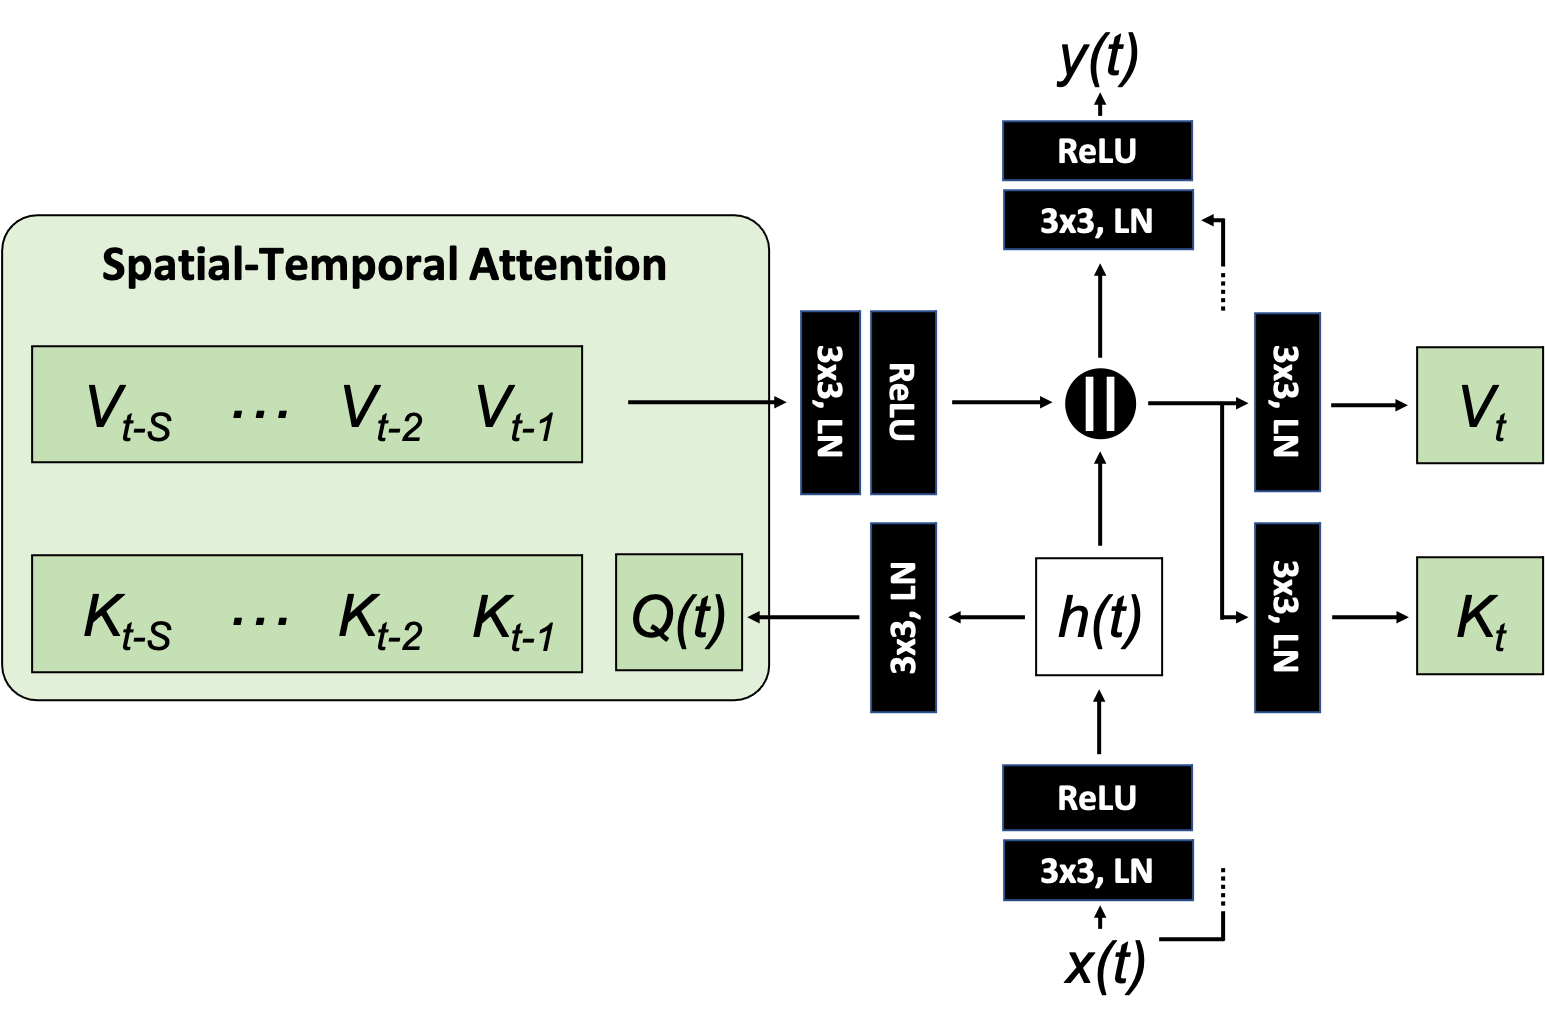 y(t)
ReLU
3x3, LN
Spatial-Temporal Attention
V_{t-S} ... V_{t-2} V_{t-1}
3x3, LN
ReLU
||
3x3, LN
V_t
K_{t-S} ... K_{t-2} K_{t-1}
Q(t)
3x3, LN
h(t)
3x3, LN
K_t
ReLU
3x3, LN
x(t)